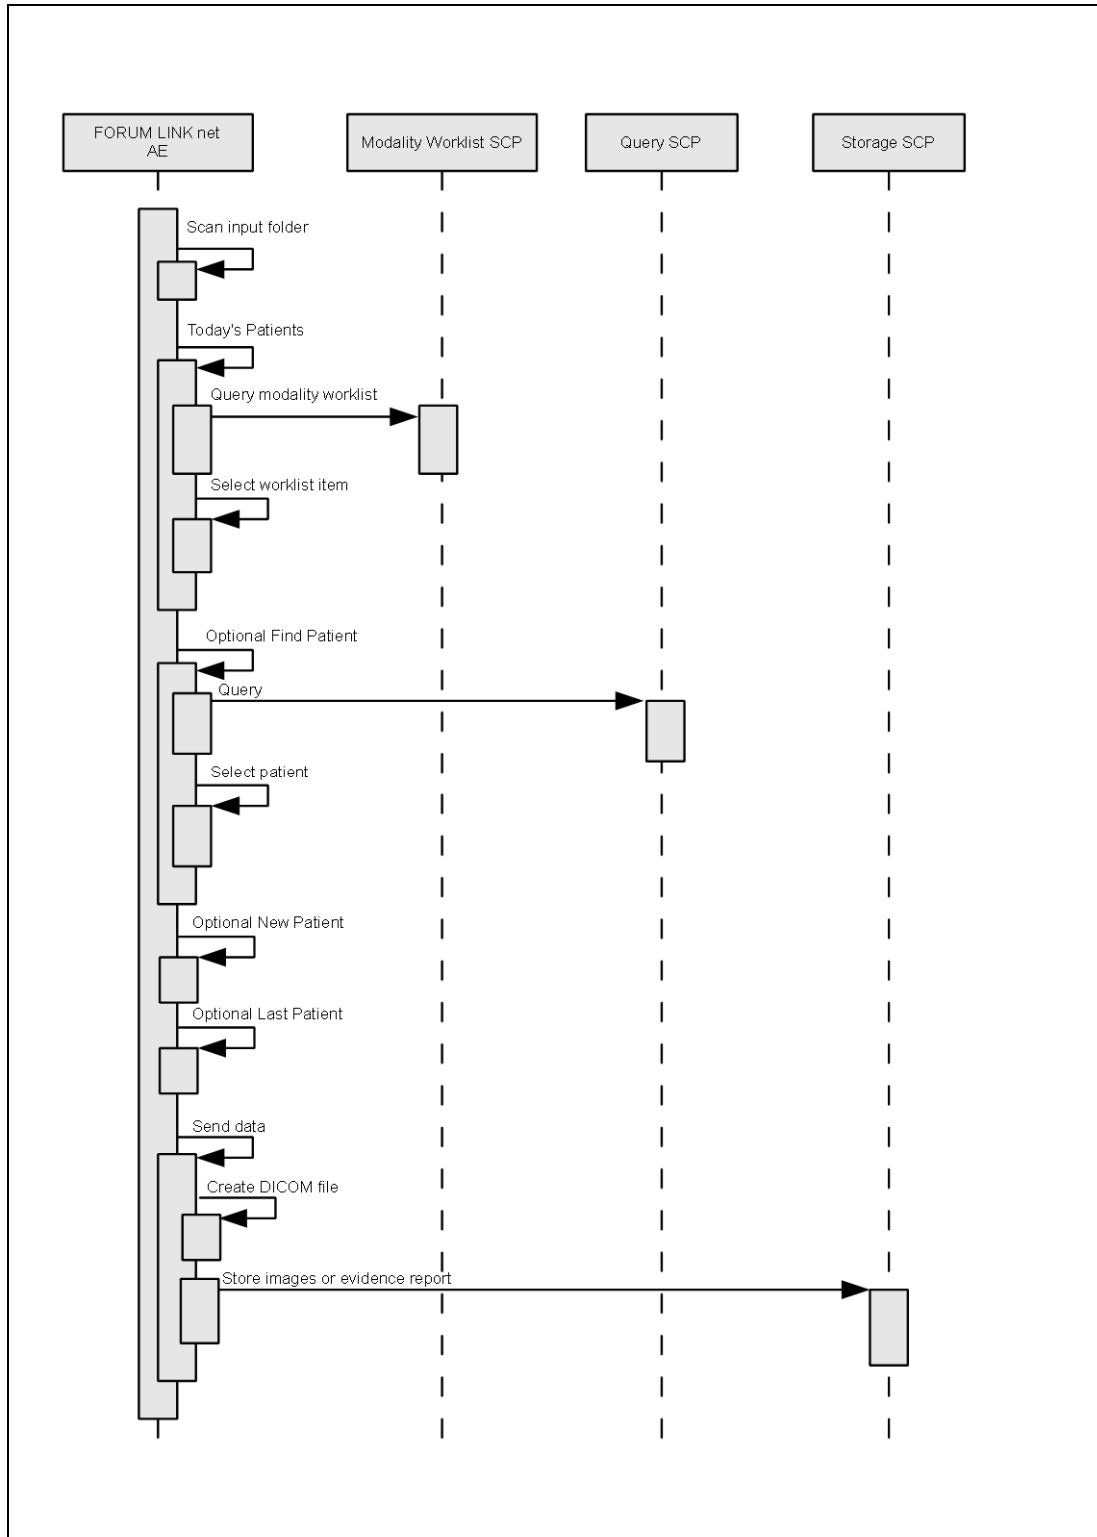 FORUM LINK net
AE
Modality Worklist SCP
Query SCP
Storage SCP
Scan input folder
Today's Patients
Query modality worklist
Select worklist item
Optional Find Patient
Query
Select patient
Optional New Patient
Optional Last Patient
Send data
Create DICOM file
Store images or evidence report